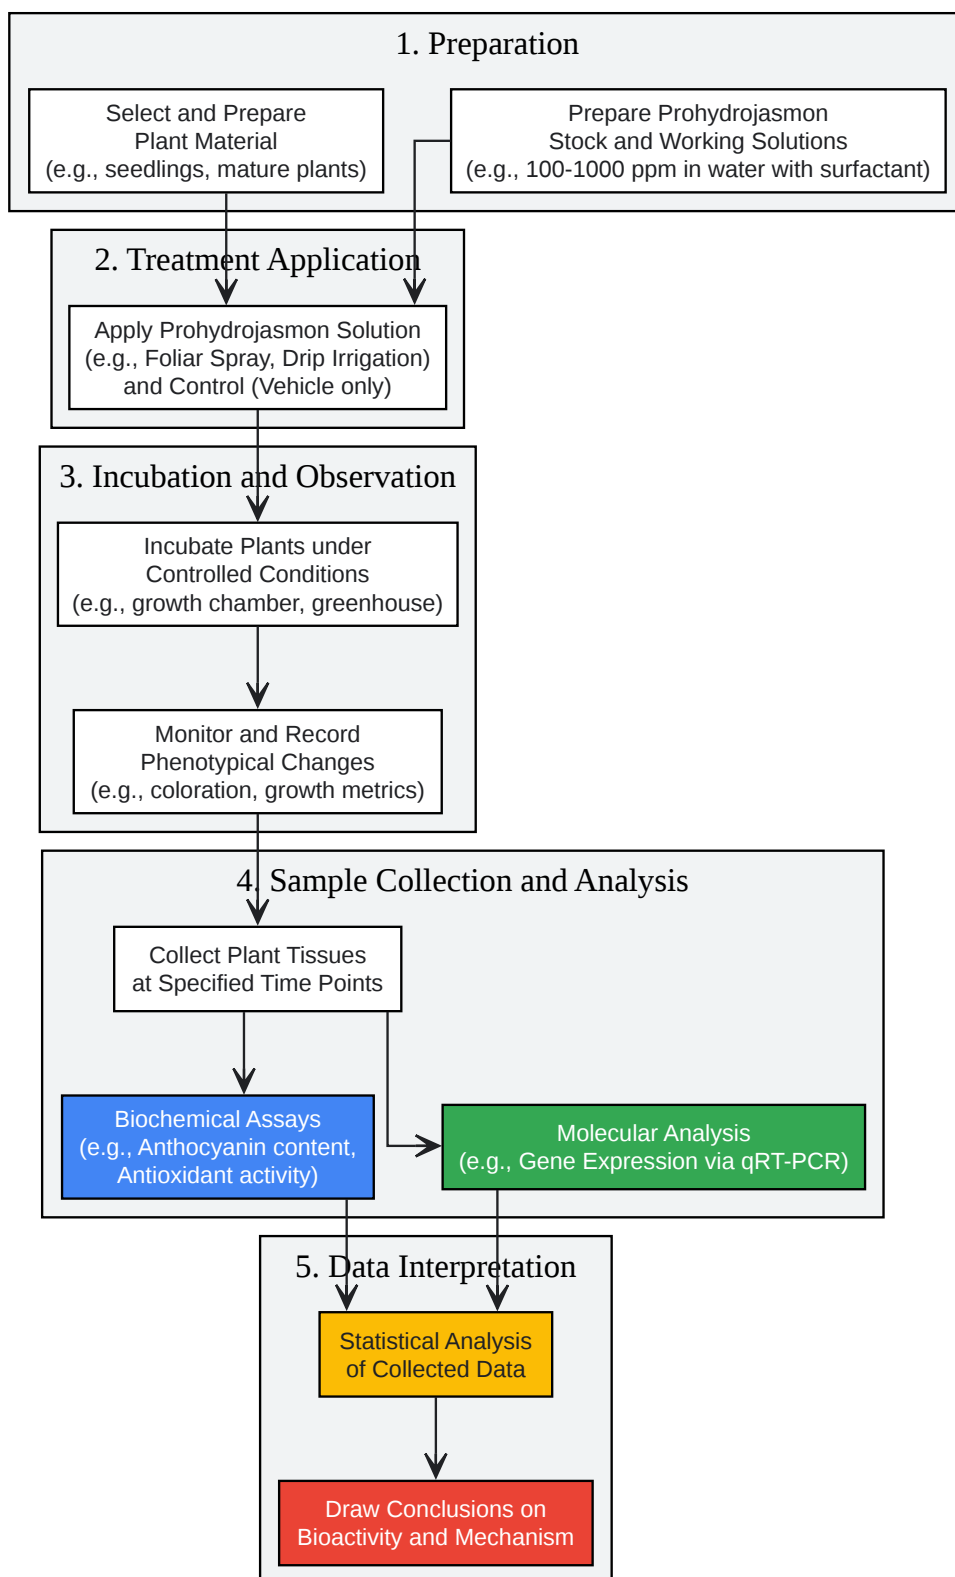 1. Preparation
Select and Prepare
Plant Material
(e.g., seedlings, mature plants)
Prepare Prohydrojasmon
Stock and Working Solutions
(e.g., 100-1000 ppm in water with surfactant)
2. Treatment Application
Apply Prohydrojasmon Solution
(e.g., Foliar Spray, Drip Irrigation)
and Control (Vehicle only)
3. Incubation and Observation
Incubate Plants under
Controlled Conditions
(e.g., growth chamber, greenhouse)
Monitor and Record
Phenotypical Changes
(e.g., coloration, growth metrics)
4. Sample Collection and Analysis
Collect Plant Tissues
at Specified Time Points
Biochemical Assays
(e.g., Anthocyanin content,
Antioxidant activity)
Molecular Analysis
(e.g., Gene Expression via qRT-PCR)
5. Data Interpretation
Statistical Analysis
of Collected Data
Draw Conclusions on
Bioactivity and Mechanism